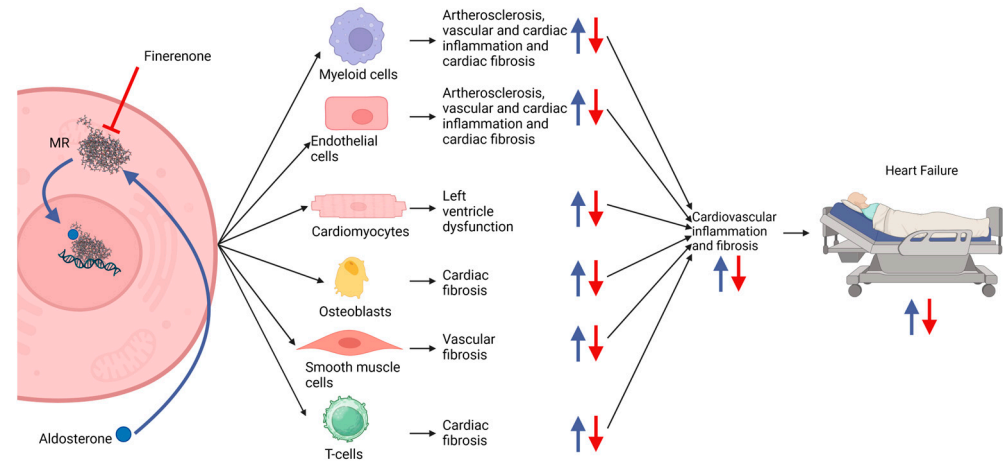 Finerenone
MR
Aldosterone
Myeloid cells
Artherosclerosis,
vascular and cardiac
inflammation and
cardiac fibrosis
Endothelial
cells
Artherosclerosis,
vascular and cardiac
inflammation and
cardiac fibrosis
Cardiomyocytes
Left
ventricle
dysfunction
Osteoblasts
Cardiac
fibrosis
Smooth muscle
cells
Vascular
fibrosis
T-cells
Cardiac
fibrosis
Cardiovascular
inflammation
and fibrosis
Heart Failure